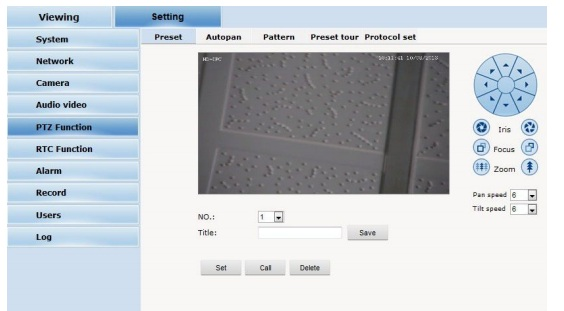 Viewing Setting
System
Network
Camera
Audio video
PTZ Function
RTC Function
Alarm
Record
Users
Log
Preset Autopan Pattern Preset tour Protocol set
HD-IPC
Iris
Focus
Zoom
Pan speed 6
Tilt speed 6
NO.: 1
Title: Save
Set Call Delete